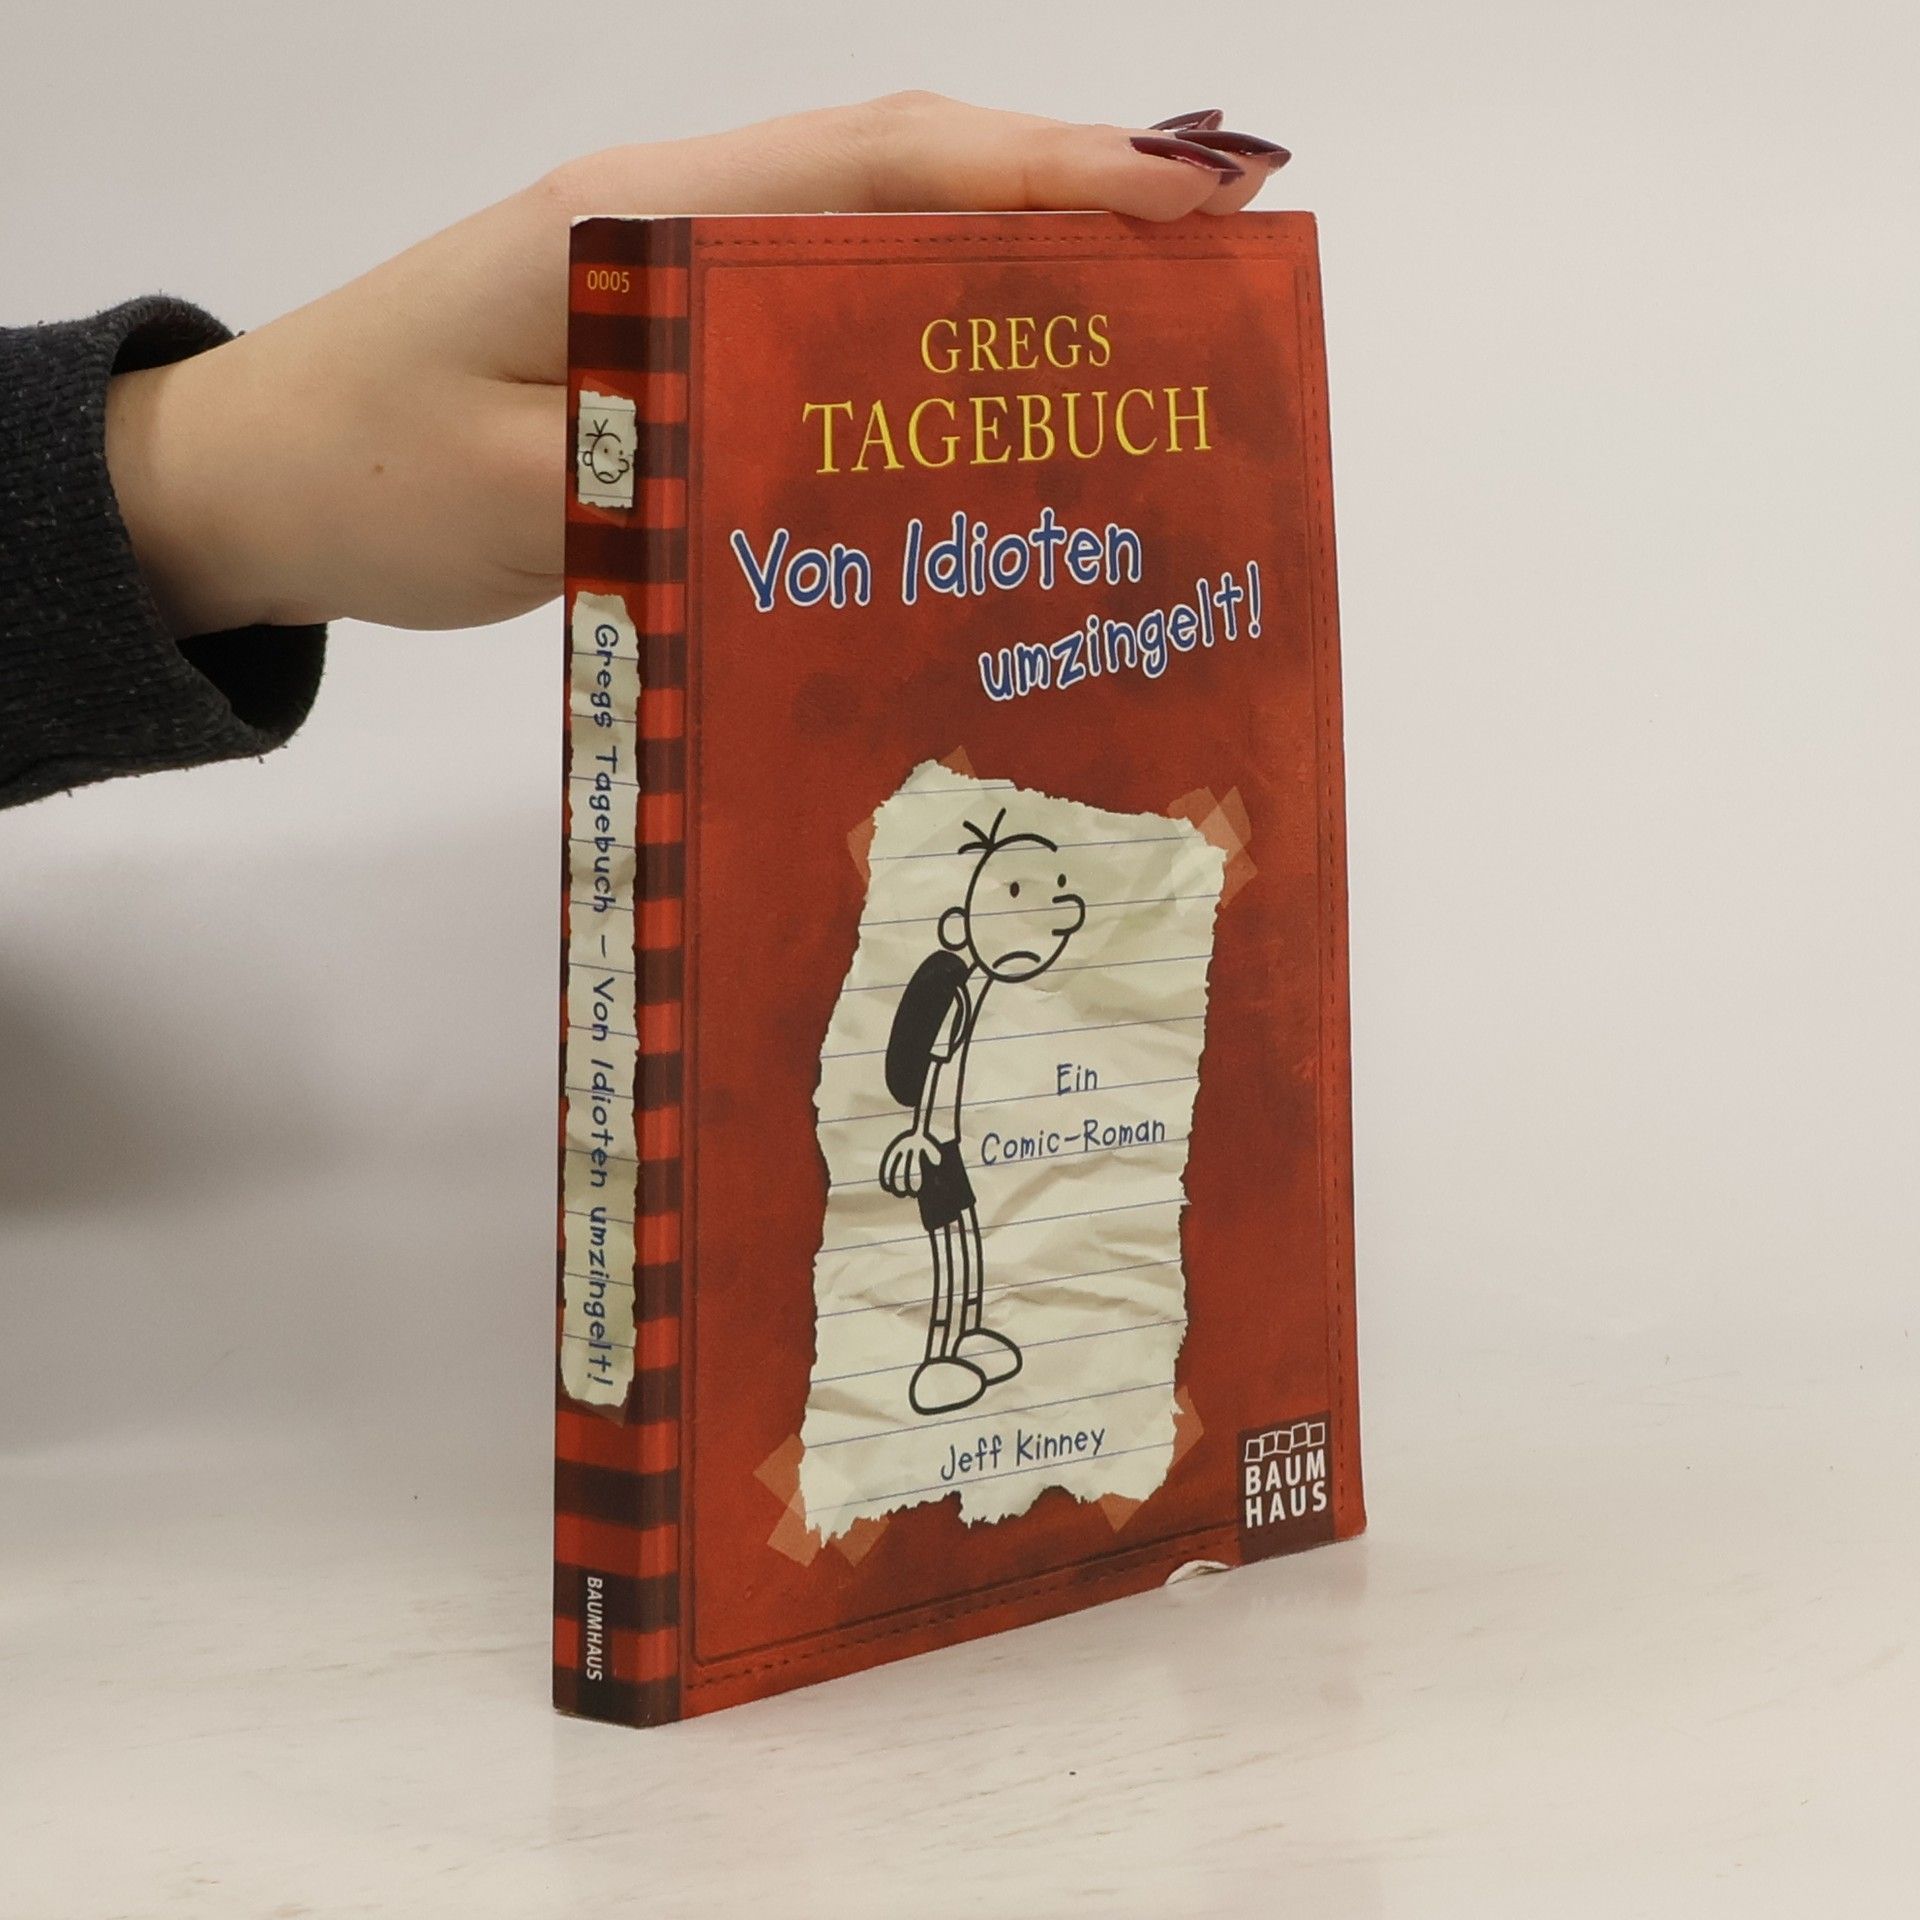 0005
Gregs Tagebuch – Von Idioten umzingelt!
BAUMHAUS
GREGS
TAGEBUCH
Von Idioten
umzingelt!
Ein
Comic-Roman
Jeff Kinney
BAUM
HAUS